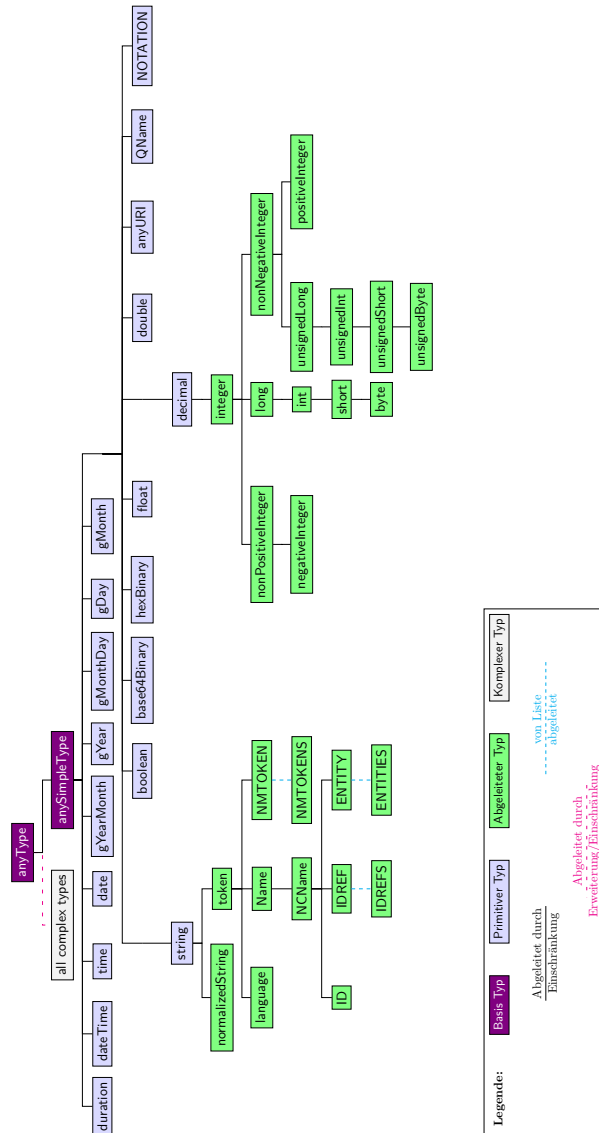 anyType
all complex types
anySimpleType
duration
dateTime
time
date
gYearMonth
gYear
gMonthDay
gDay
gMonth
boolean
base64Binary
hexBinary
float
double
anyURI
QName
NOTATION
string
decimal
normalizedString
token
integer
language
Name
NMTOKEN
nonPositiveInteger
long
nonNegativeInteger
NCName
NMTOKENS
negativeInteger
int
unsignedLong
positiveInteger
ID
IDREF
ENTITY
short
unsignedInt
IDREFS
ENTITIES
byte
unsignedShort
unsignedByte
Legende:
Basis Typ
Primitiver Typ
Abgeleiteter Typ
Komplexer Typ
Abgeleitet durch
Einschränkung
von Liste
abgeleitet
Abgeleitet durch
Erweiterung/Einschränkung